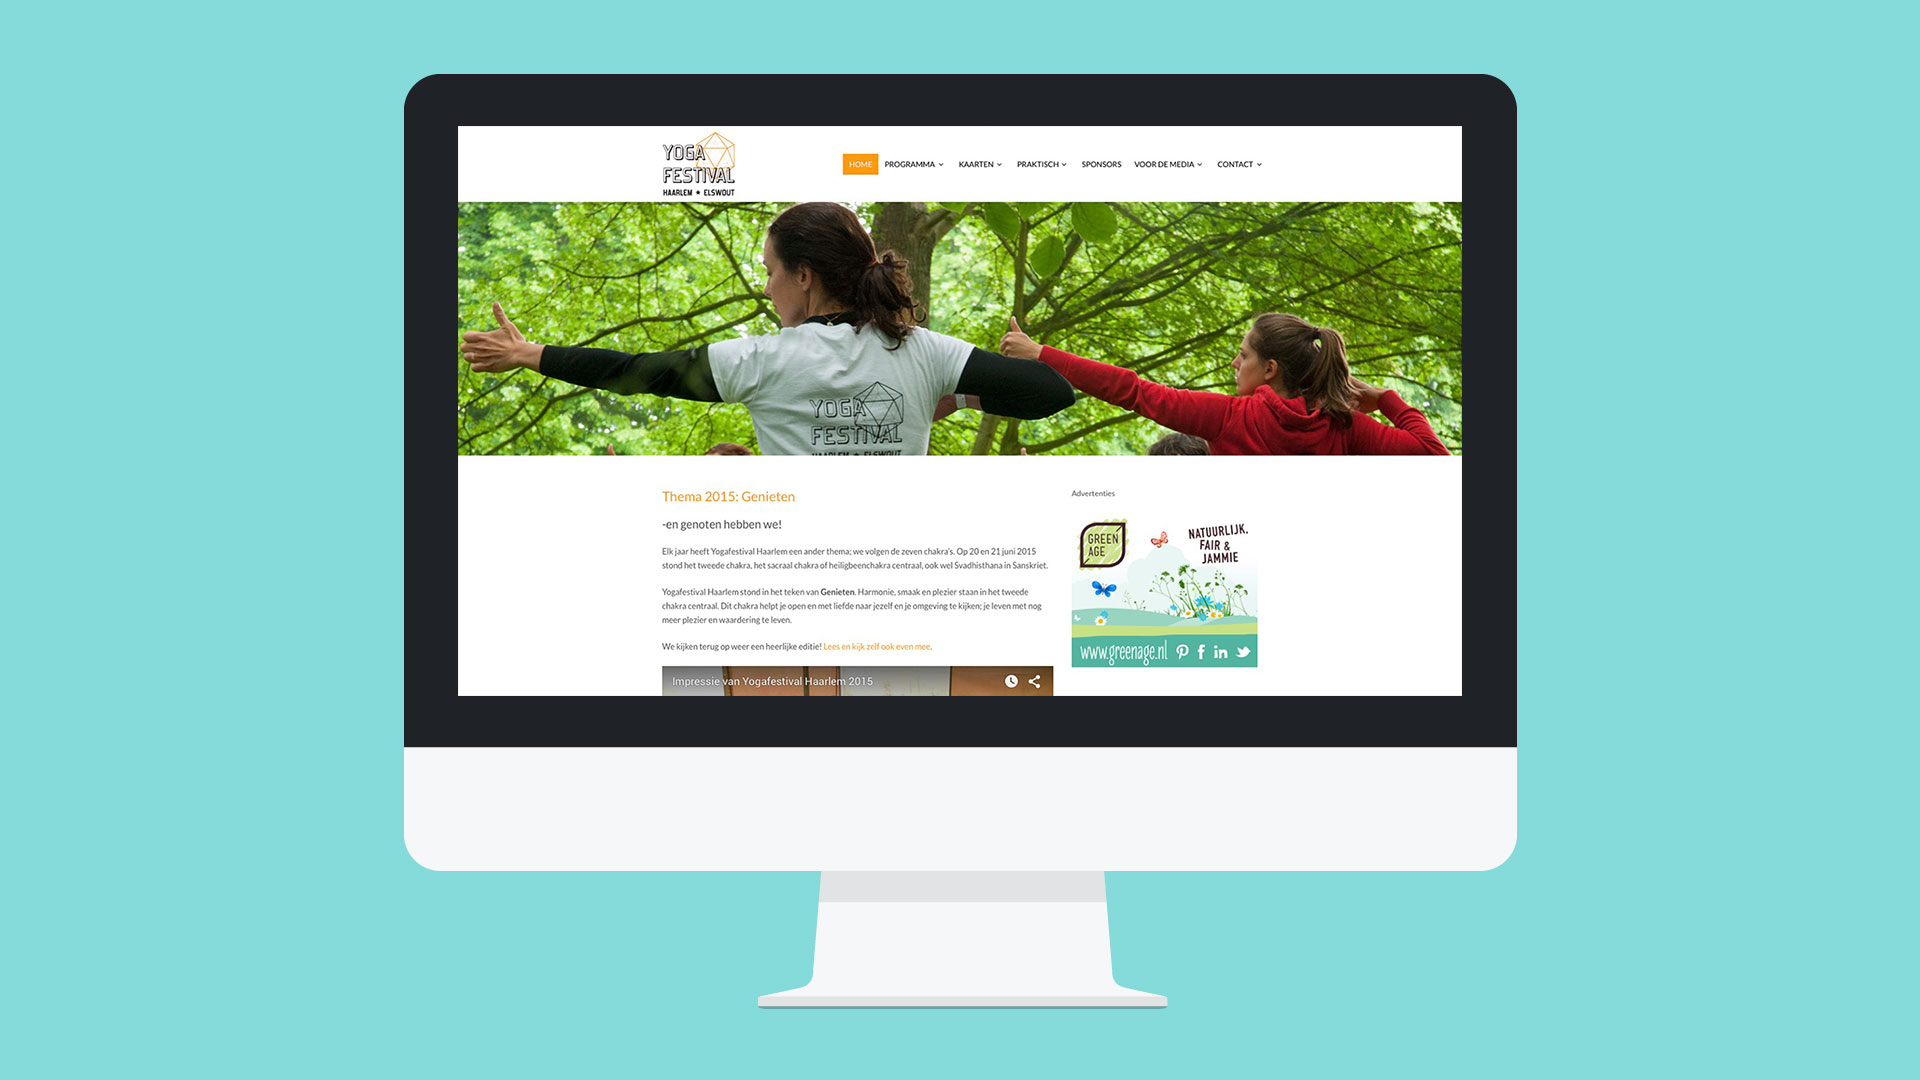 YOGA
FESTIVAL
HAARLEM ★ ELSWOUT
HOME PROGRAMMA KAARTEN PRAKTISCH SPONSORS VOOR DE MEDIA CONTACT
YOGA
FESTIVAL
HAARLEM ★ ELSWOUT
Thema 2015: Genieten
-en genoten hebben we!
Elk jaar heeft Yogafestival Haarlem een ander thema; we volgen de zeven chakra's. Op 20 en 21 juni 2015
stond het tweede chakra, het sacraal chakra of heiligbeenchakra centraal, ook wel Svadhisthana in Sanskriet.
Yogafestival Haarlem stond in het teken van Genieten. Harmonie, smaak en plezier staan in het tweede
chakra centraal. Dit chakra helpt je open en met liefde naar jezelf en je omgeving te kijken; je leven met nog
meer plezier en waardering te leven.
We kijken terug op weer een heerlijke editie! Lees en kijk zelf ook even mee.
Impressie van Yogafestival Haarlem 2015
Advertenties
GREEN
AGE
NATUURLIJK.
FAIR &
JAMMIE
www.greenage.nl